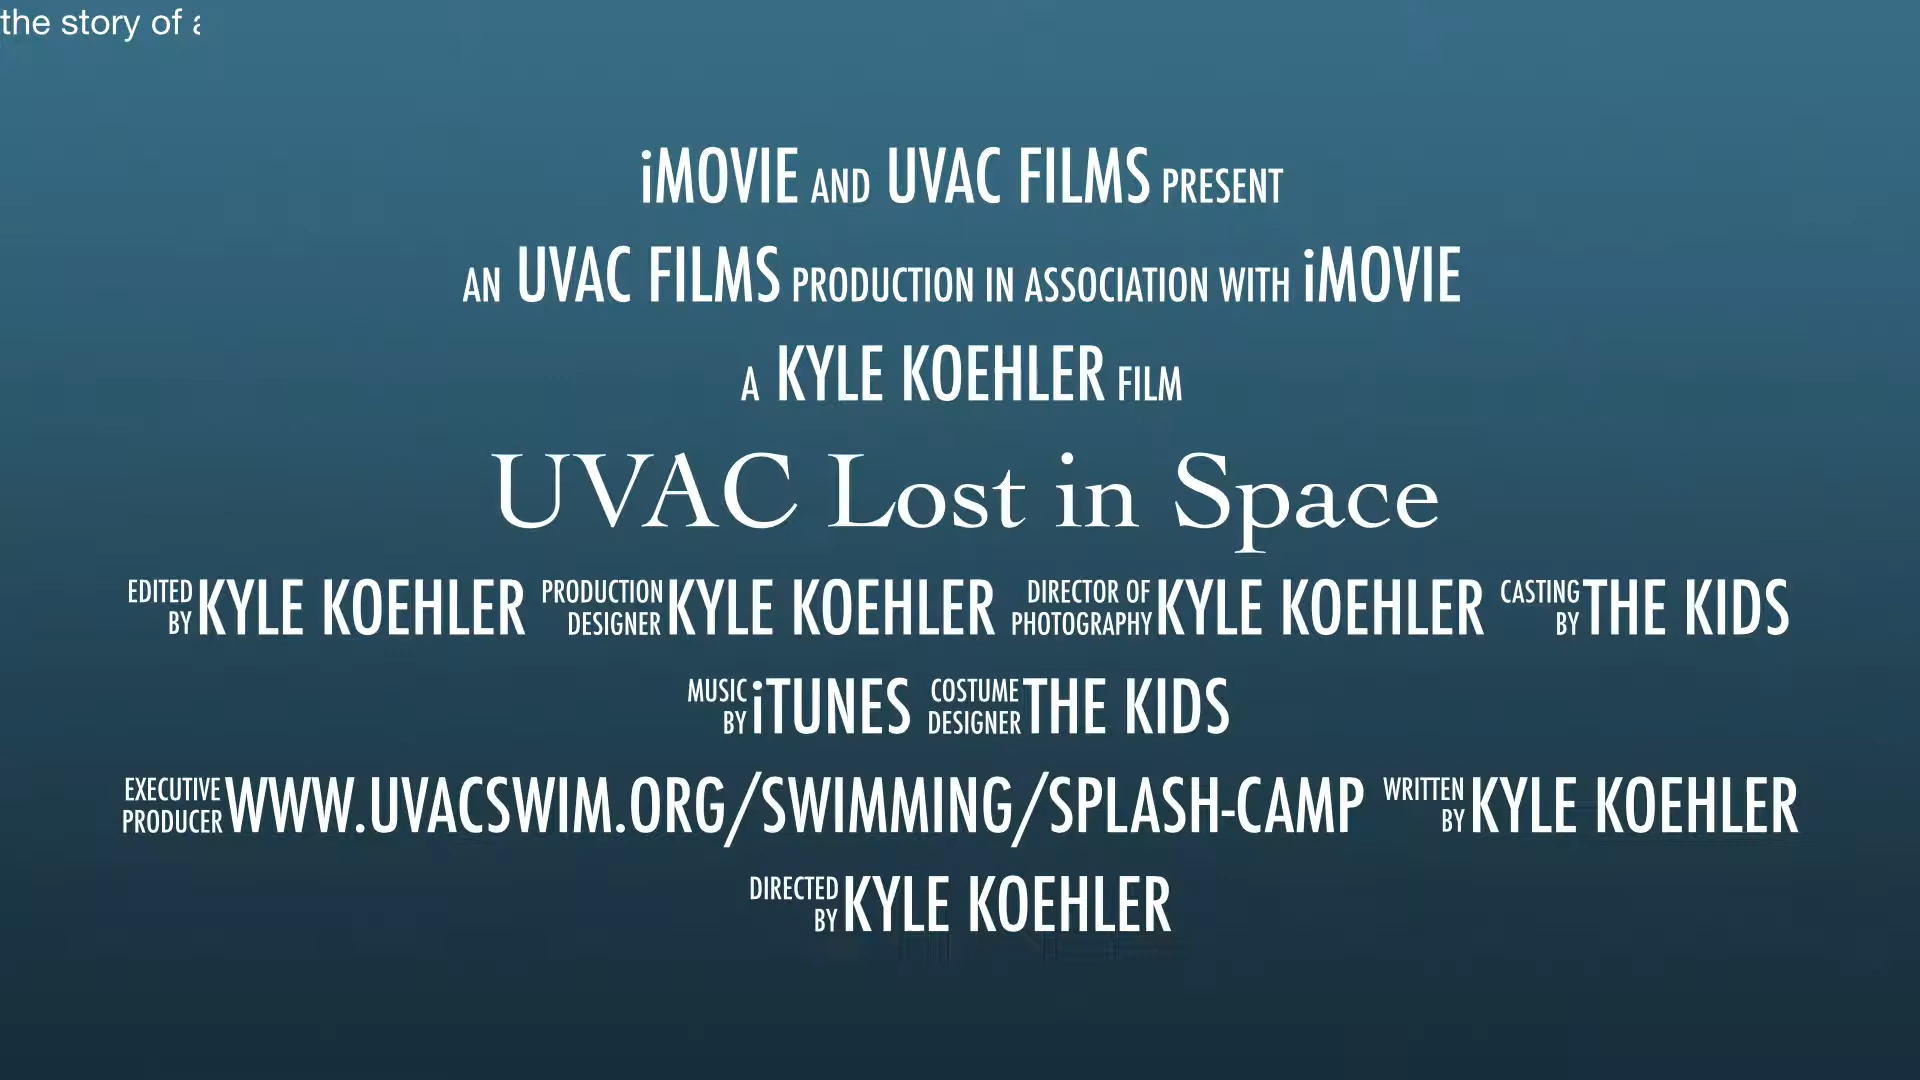 the story of
iMOVIE AND UVAC FILMS PRESENT
AN UVAC FILMS PRODUCTION IN ASSOCIATION WITH iMOVIE
A KYLE KOEHLER FILM
UVAC Lost in Space
EDITED BY KYLE KOEHLER PRODUCTION DESIGNER KYLE KOEHLER DIRECTOR OF PHOTOGRAPHY KYLE KOEHLER CASTING BY THE KIDS
MUSIC BY iTUNES COSTUME DESIGNER THE KIDS
EXECUTIVE PRODUCER WWW.UVACSWIM.ORG/SWIMMING/SPLASH-CAMP WRITTEN BY KYLE KOEHLER
DIRECTED BY KYLE KOEHLER